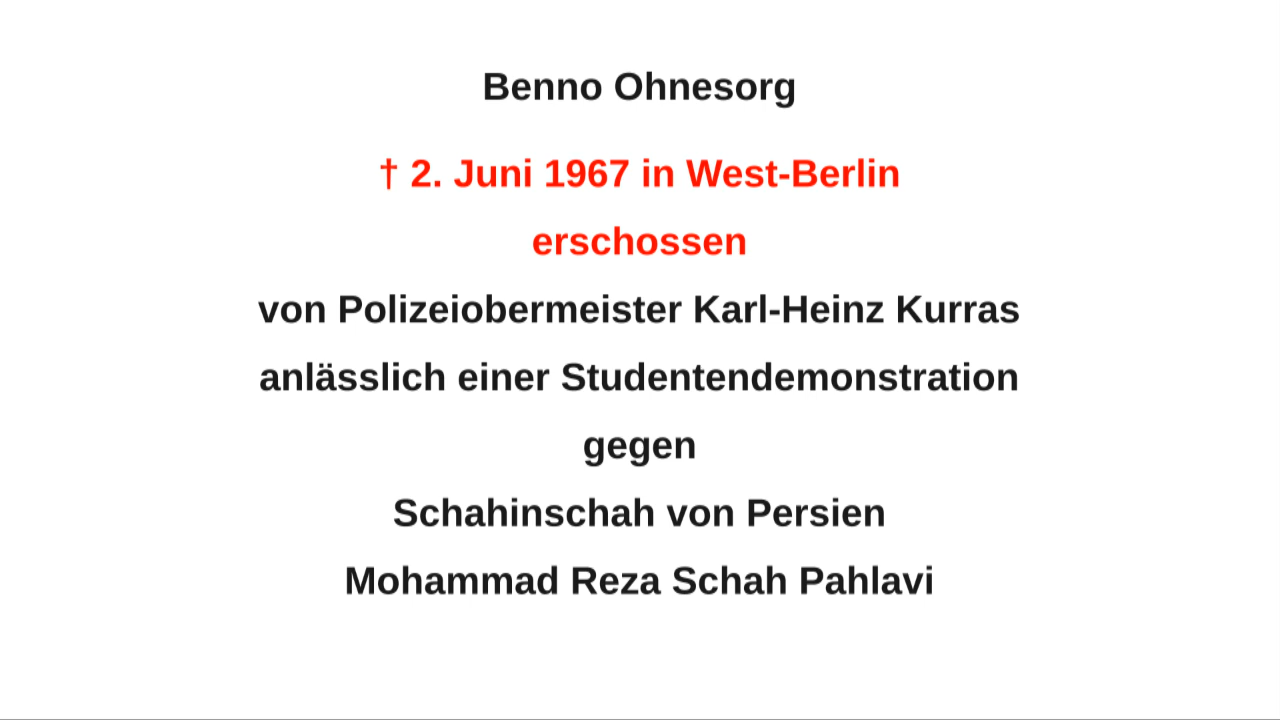 Benno Ohnesorg
† 2. Juni 1967 in West-Berlin
erschossen
von Polizeiobermeister Karl-Heinz Kurras
anlässlich einer Studentendemonstration
gegen
Schahinschah von Persien
Mohammad Reza Schah Pahlavi